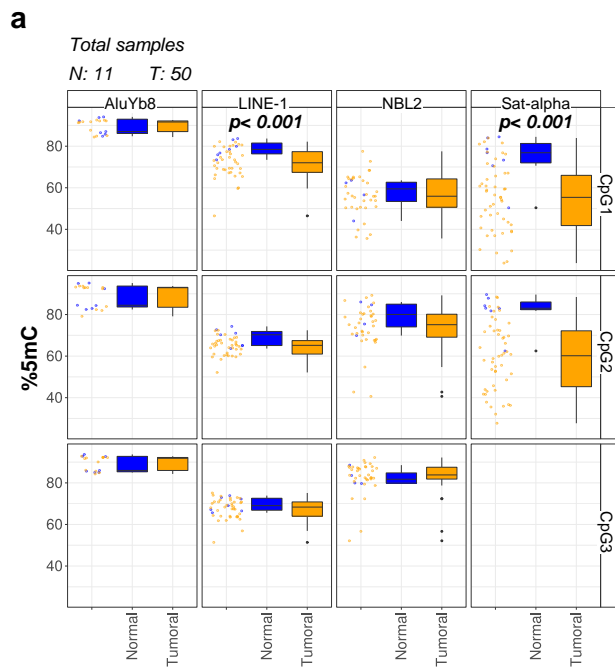 a
Total samples
N: 11 T: 50
AluYb8 LINE-1 NBL2 Sat-alpha
p< 0.001 p< 0.001
80
60
40
CpG1
80
60
40
CpG2
80
60
40
CpG3
%5mC
Normal Tumoral Normal Tumoral Normal Tumoral Normal Tumoral